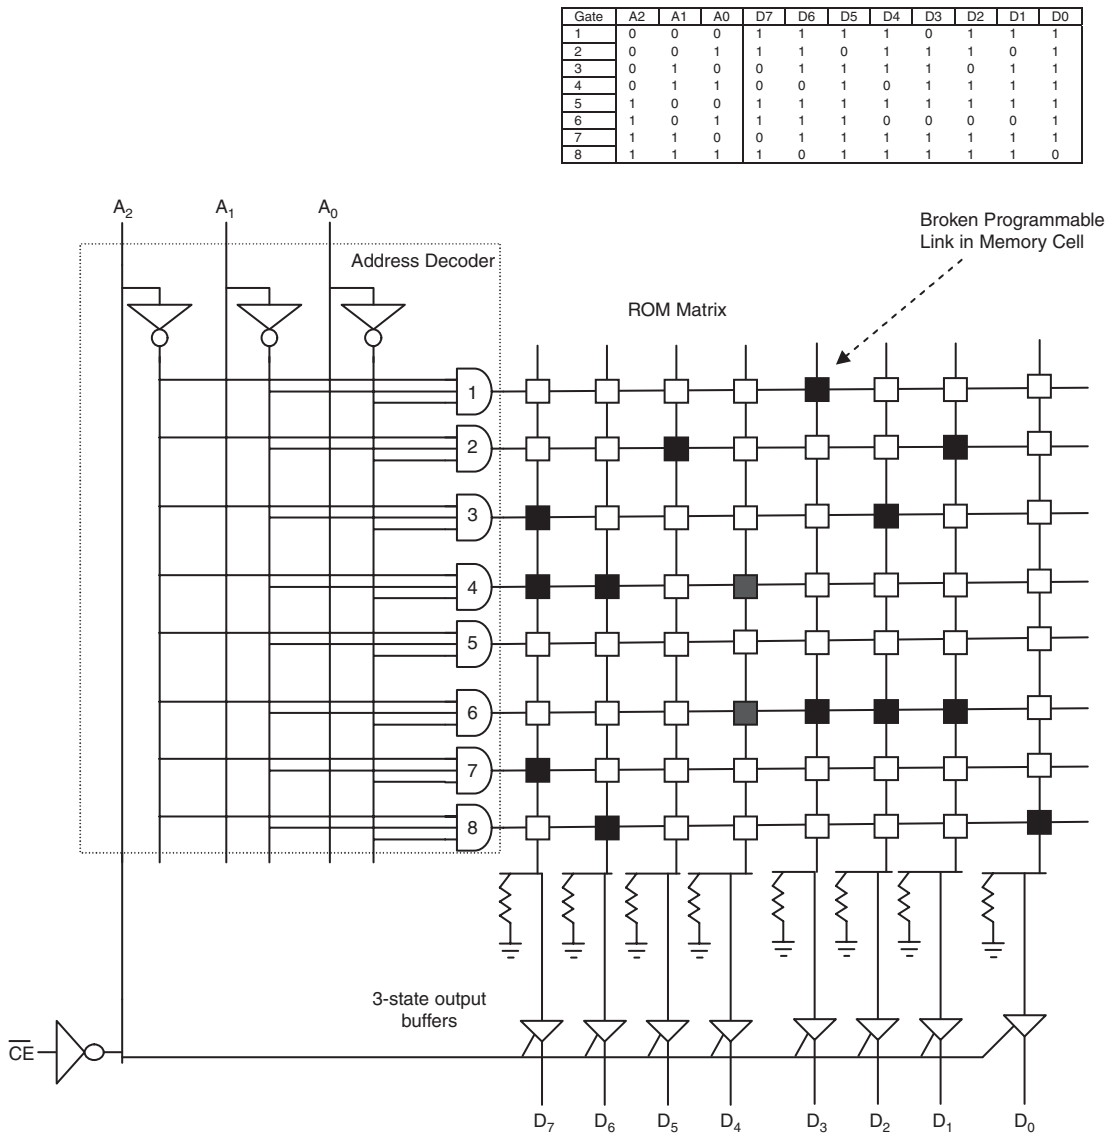 Gate A2 A1 A0 D7 D6 D5 D4 D3 D2 D1 D0
1 0 0 0 1 1 1 1 0 1 1 1
2 0 0 1 1 1 0 1 1 1 0 1
3 0 1 0 0 1 1 1 1 0 1 1
4 0 1 1 0 0 1 0 1 1 1 1
5 1 0 0 1 1 1 1 1 1 1 1
6 1 0 1 1 1 1 0 0 0 0 1
7 1 1 0 0 1 1 1 1 1 1 1
8 1 1 1 1 0 1 1 1 1 1 0
A2 A1 A0
Broken Programmable
Link in Memory Cell
Address Decoder
ROM Matrix
1
2
3
4
5
6
7
8
3-state output
buffers
C̅E̅
D7 D6 D5 D4 D3 D2 D1 D0